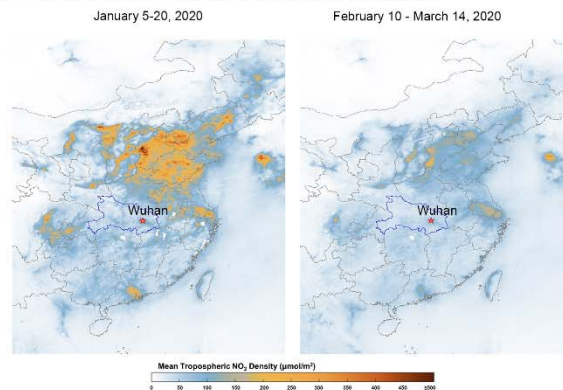 January 5-20, 2020
February 10 - March 14, 2020
Wuhan
Wuhan
Mean Tropospheric NO₂ Density (µmol/m²)
0 50 100 150 200 250 300 350 400 450 ≥500